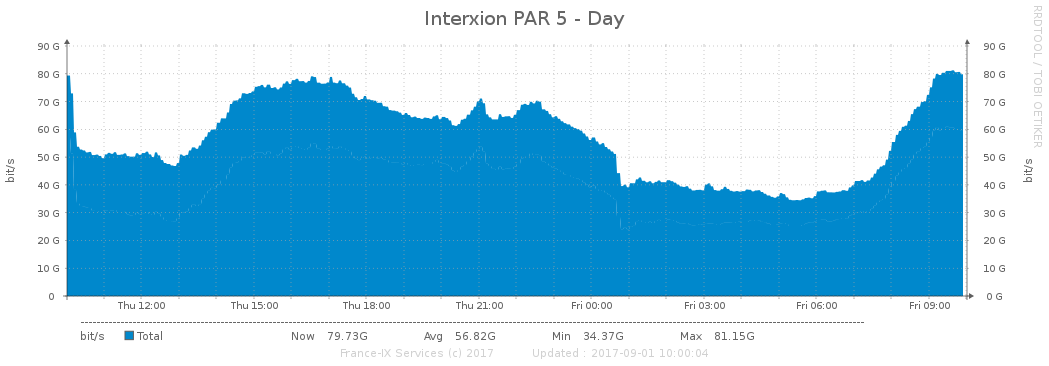 Interxion PAR 5 - Day
RRDTOOL / TOBI OETIKER
90 G 90 G
80 G 80 G
70 G 70 G
60 G 60 G
50 G 50 G
40 G 40 G
30 G 30 G
20 G 20 G
10 G 10 G
0 0 G
bit/s
bit/s
Thu 12:00 Thu 15:00 Thu 18:00 Thu 21:00 Fri 00:00 Fri 03:00 Fri 06:00 Fri 09:00
bit/s Total Now 79.73G Avg 56.82G Min 34.37G Max 81.15G
France-IX Services (c) 2017 Updated : 2017-09-01 10:00:04